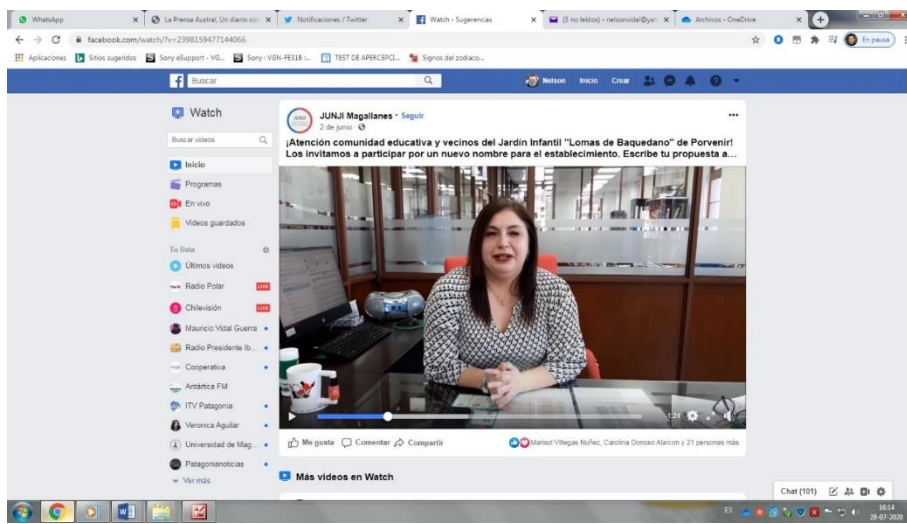 WhatsApp
La Prensa Austral, Un diario con
Notificaciones / Twitter
Watch - Sugerencias
(3 no leídos) - nelsonvidal@yah
Archivos - OneDrive
facebook.com/watch/?v=2398159477144066
En pausa
Aplicaciones
Sitios sugeridos
Sony eSupport - VG...
Sony : VGN-FE31B :...
TEST DE APERCEPCI...
Signos del zodiaco...
Buscar
Nelson
Inicio
Crear
Watch
Buscar videos
Inicio
Programas
En vivo
Videos guardados
Tu lista
Últimos videos
Radio Polar
LIVE
Chilevisión
LIVE
Mauricio Vidal Guerra
Radio Presidente Ib...
Cooperativa
Antártica FM
ITV Patagonia
Veronica Aguilar
Universidad de Mag...
Patagonianoticias
Ver más
JUNJI Magallanes · Seguir
2 de junio
¡Atención comunidad educativa y vecinos del Jardín Infantil "Lomas de Baquedano" de Porvenir!
Los invitamos a participar por un nuevo nombre para el establecimiento. Escribe tu propuesta a...
1:24
Me gusta
Comentar
Compartir
Marisol Villegas Nuñez, Carolina Donoso Alarcon y 21 personas más
Más videos en Watch
Chat (101)
ES
16:14
28-07-2020